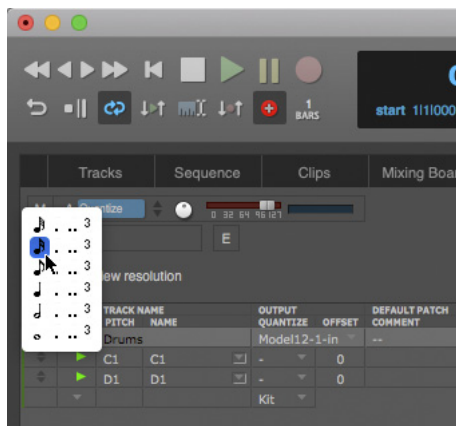 1
BARS
start 1|1|000
Tracks Sequence Clips Mixing Boa
Quantize
0 32 64 96 127
E
3
3
3
3
3
3
ew resolution
TRACK NAME OUTPUT DEFAULT PATCH
PITCH NAME QUANTIZE OFFSET COMMENT
Drums Model12-1-in --
C1 C1 - 0
D1 D1 - 0
Kit